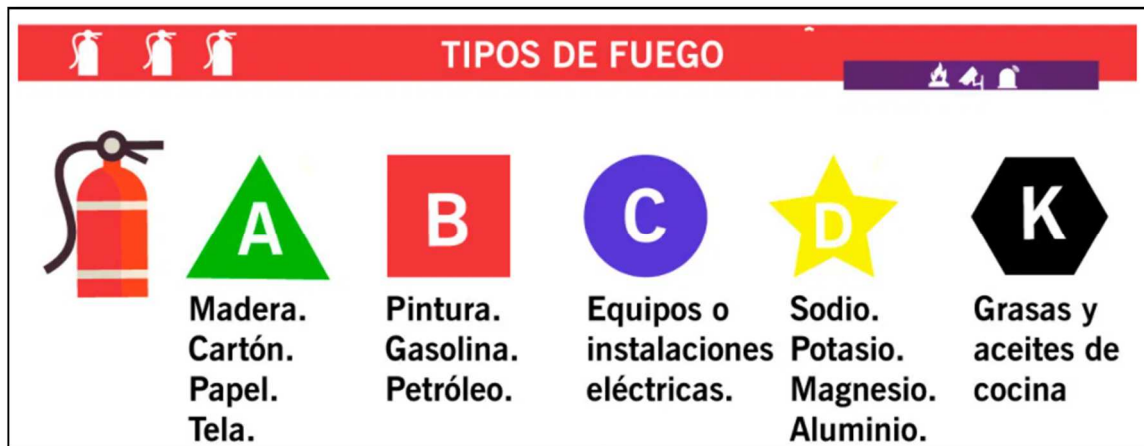 TIPOS DE FUEGO
A
Madera.
Cartón.
Papel.
Tela.
B
Pintura.
Gasolina.
Petróleo.
C
Equipos o
instalaciones
eléctricas.
D
Sodio.
Potasio.
Magnesio.
Aluminio.
K
Grasas y
aceites de
cocina